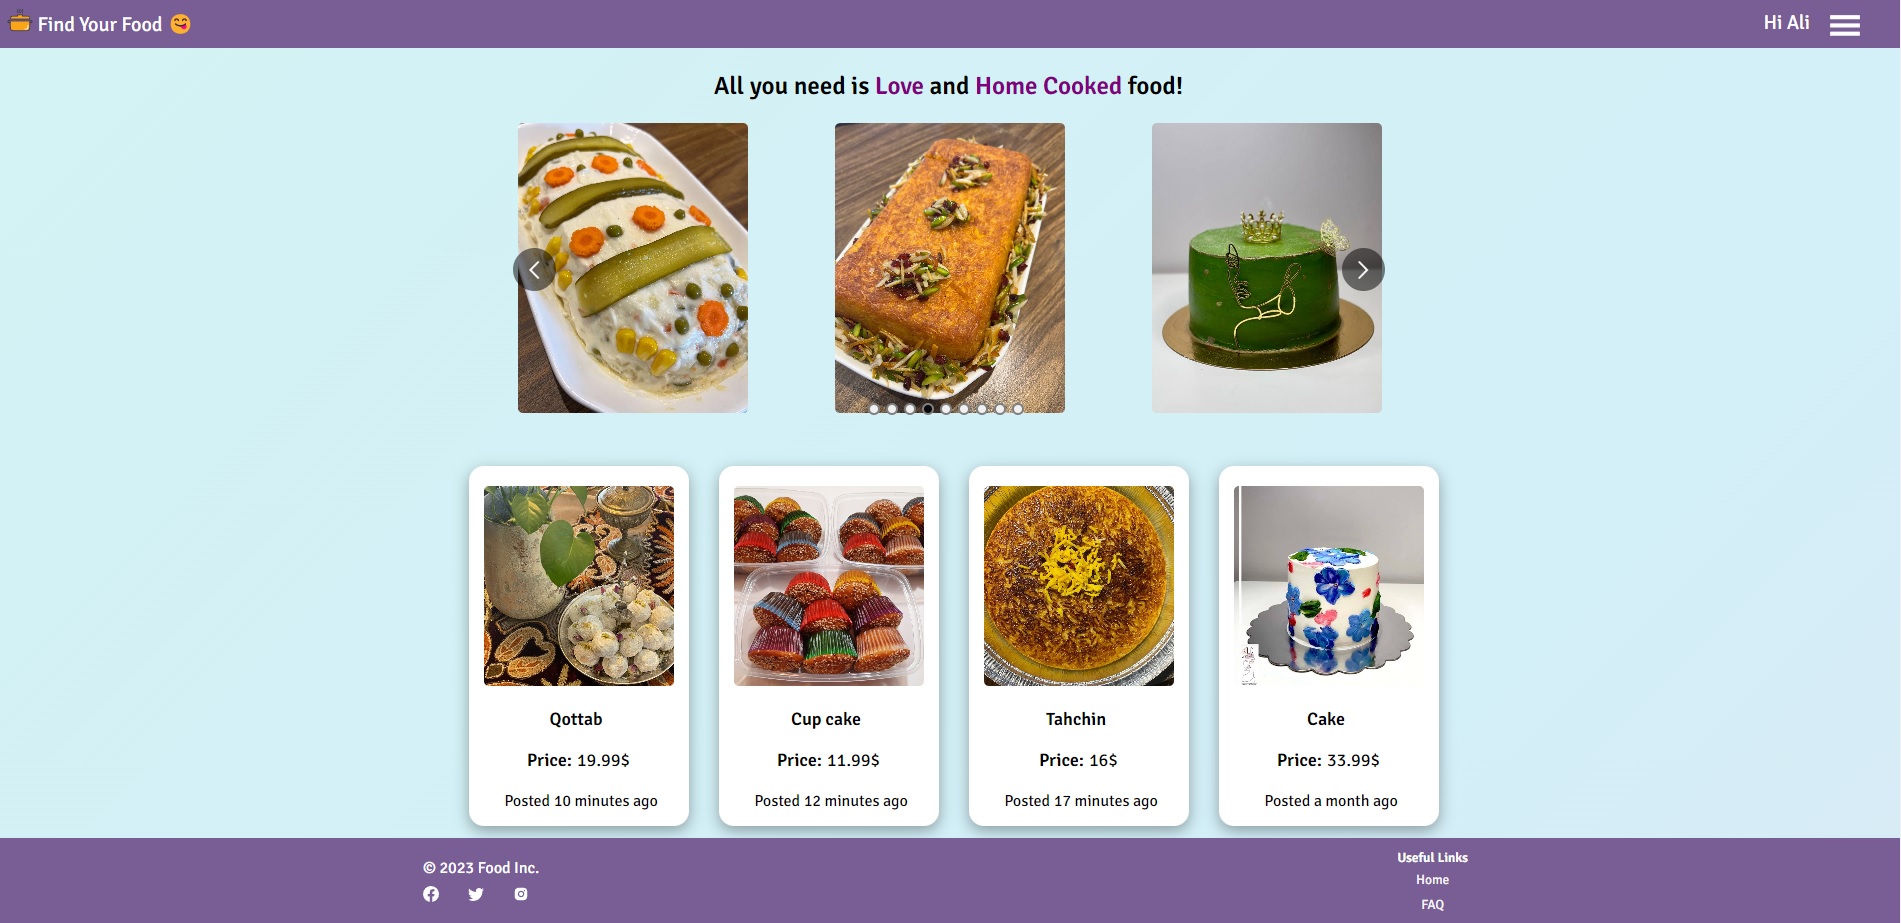 Find Your Food 😋
Hi Ali
All you need is Love and Home Cooked food!
Qottab
Price: 19.99$
Posted 10 minutes ago
Cup cake
Price: 11.99$
Posted 12 minutes ago
Tahchin
Price: 16$
Posted 17 minutes ago
Cake
Price: 33.99$
Posted a month ago
© 2023 Food Inc.
Useful Links
Home
FAQ